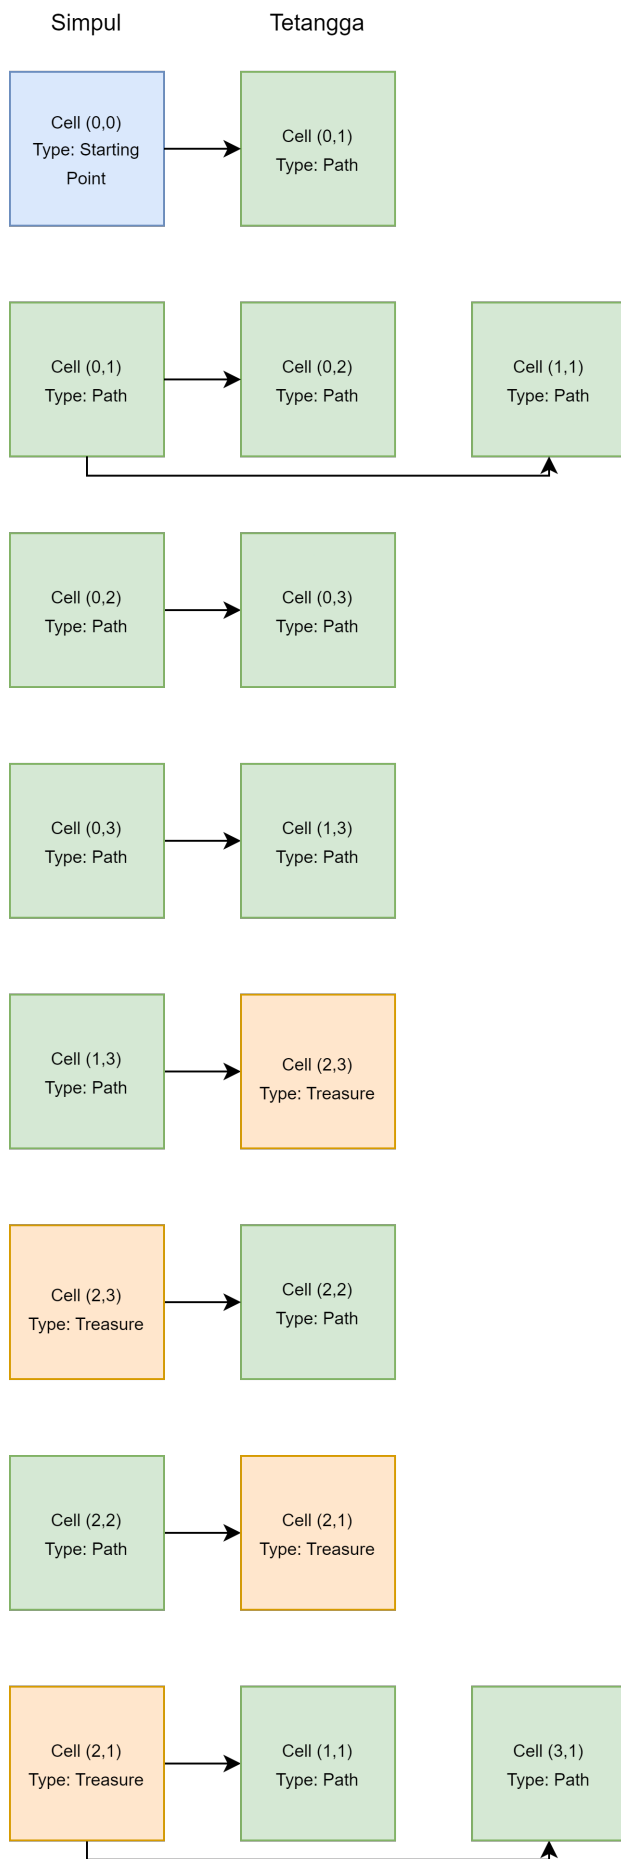 Simpul
Tetangga
Cell (0,0)
Type: Starting
Point
Cell (0,1)
Type: Path
Cell (0,1)
Type: Path
Cell (0,2)
Type: Path
Cell (1,1)
Type: Path
Cell (0,2)
Type: Path
Cell (0,3)
Type: Path
Cell (0,3)
Type: Path
Cell (1,3)
Type: Path
Cell (1,3)
Type: Path
Cell (2,3)
Type: Treasure
Cell (2,3)
Type: Treasure
Cell (2,2)
Type: Path
Cell (2,2)
Type: Path
Cell (2,1)
Type: Treasure
Cell (2,1)
Type: Treasure
Cell (1,1)
Type: Path
Cell (3,1)
Type: Path